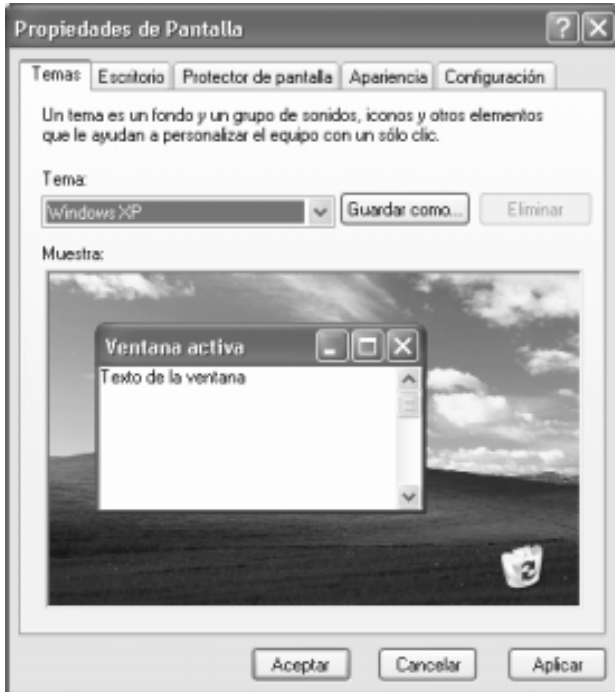 Propiedades de Pantalla
Temas Escritorio Protector de pantalla Apariencia Configuración
Un tema es un fondo y un grupo de sonidos, iconos y otros elementos
que le ayudan a personalizar el equipo con un sólo clic.
Tema:
Windows XP Guardar como... Eliminar
Muestra:
Ventana activa
Texto de la ventana
Aceptar Cancelar Aplicar